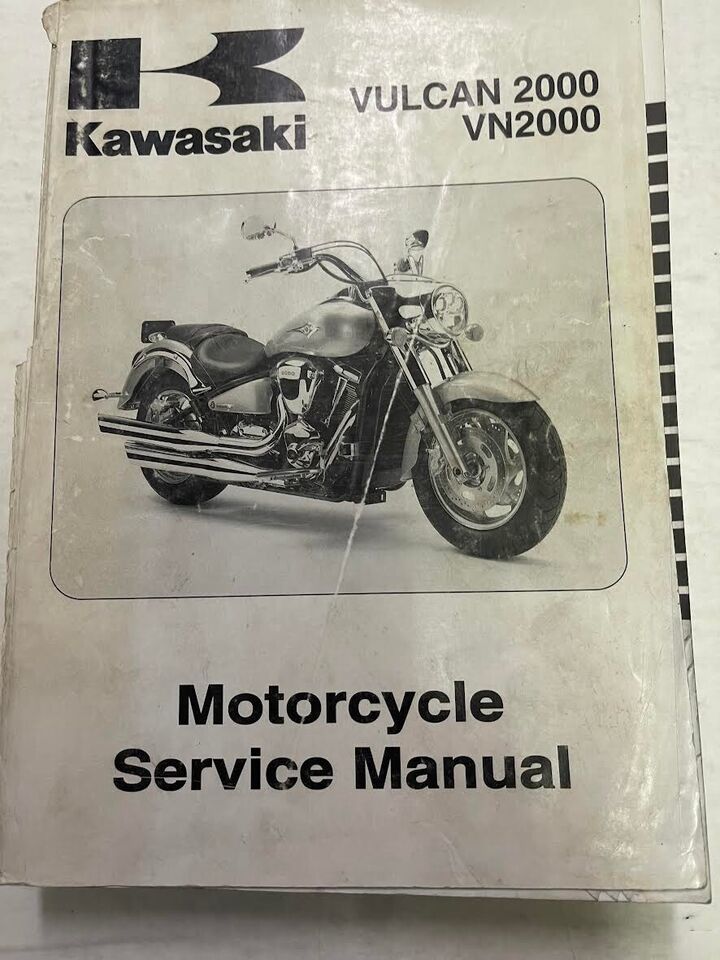 Kawasaki
VULCAN 2000
VN2000
Motorcycle
Service Manual